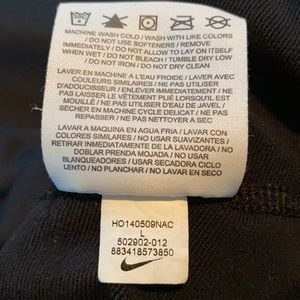 MACHINE WASH COLD / WASH WITH LIKE COLORS
/ DO NOT USE SOFTENERS / REMOVE
IMMEDIATELY / DO NOT ALLOW TO LAY ON ITSELF
WHEN WET / DO NOT BLEACH / TUMBLE DRY LOW
/ DO NOT IRON / DO NOT DRY CLEAN
LAVER EN MACHINE A L'EAU FROIDE / LAVER
AVEC DES COULEURS SIMILAIRES / NE PAS UTILISER
D'ADOUCISSEUR / ENLEVER IMMEDIATEMENT /
NE PAS LAISSER LE VETEMENT PLIÉ LORSQU'IL EST
MOUILLÉ / NE PAS UTILISER D'EAU DE JAVEL /
SECHER EN MACHINE CYCLE DELICAT / NE PAS
REPASSER / NE PAS NETTOYER A SEC
LAVAR A MAQUINA EN AGUA FRIA / LAVAR CON
COLORES SIMILARES / NO USAR SUAVIZANTES /
RETIRAR INMEDIATAMENTE DE LA LAVADORA / NO
DOBLAR PRENDA MOJADA / NO USAR
BLANQUEADORES / USAR SECADORA CICLO
LENTO / NO PLANCHAR / NO LAVAR EN SECO
HO140509NAC
L
502902-012
883418573850